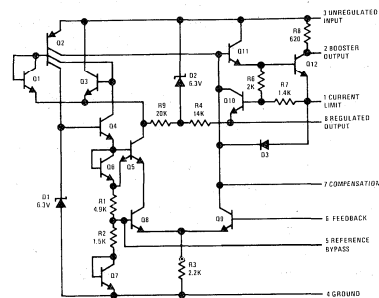 3 UNREGULATED
INPUT
R8
620
2 BOOSTER
OUTPUT
Q11
Q12
Q2
Q1
Q3
D2
6.3V
R6
2K
R7
1.4K
Q10
1 CURRENT
LIMIT
R9
20K
R4
14K
8 REGULATED
OUTPUT
Q4
D3
Q5
Q6
7 COMPENSATION
D1
6.3V
R1
4.9K
Q8
Q9
6 FEEDBACK
5 REFERENCE
BYPASS
R2
1.5K
R3
2.2K
Q7
4 GROUND